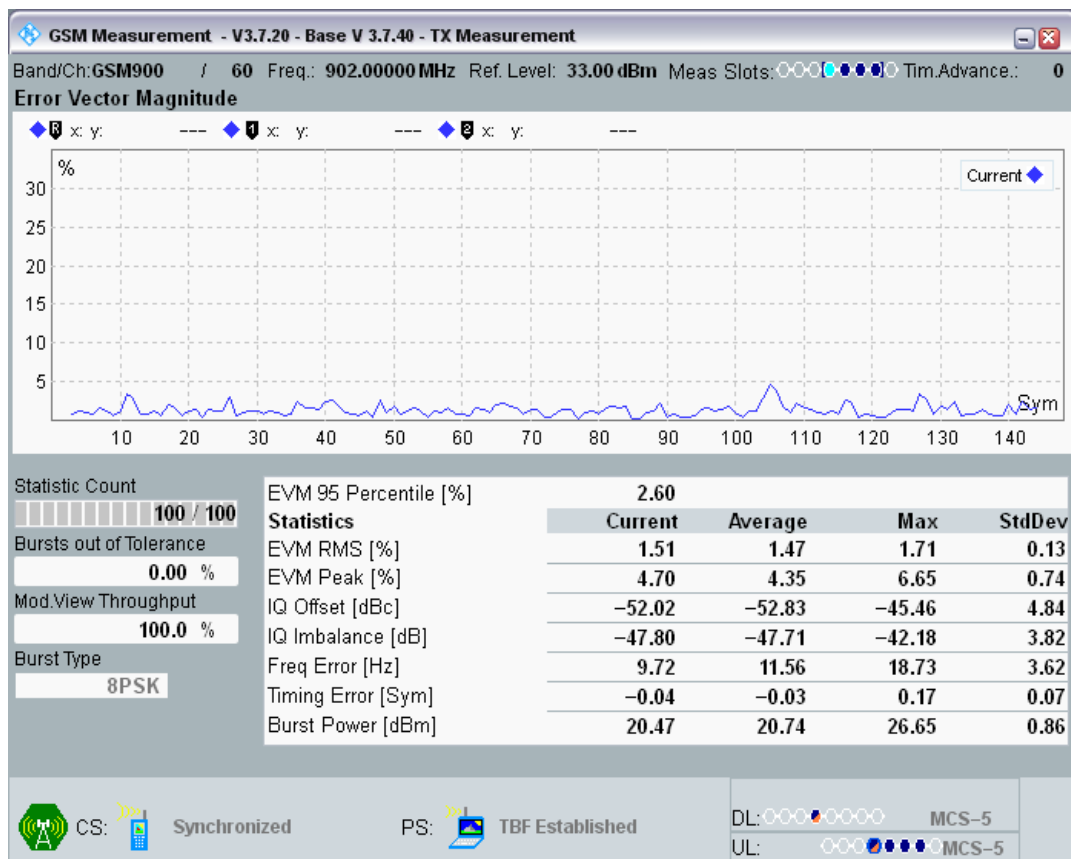 GSM Measurement - V3.7.20 - Base V 3.7.40 - TX Measurement
Band/Ch:GSM900 / 60 Freq.: 902.00000 MHz Ref. Level: 33.00 dBm Meas Slots: Tim.Advance.: 0
Error Vector Magnitude
R x: y: --- 1 x: y: --- 2 x: y: ---
%
Current
30
25
20
15
10
5
Sym
10 20 30 40 50 60 70 80 90 100 110 120 130 140
Statistic Count
100 / 100
Bursts out of Tolerance
0.00 %
Mod.View Throughput
100.0 %
Burst Type
8PSK
EVM 95 Percentile [%] 2.60
Statistics Current Average Max StdDev
EVM RMS [%] 1.51 1.47 1.71 0.13
EVM Peak [%] 4.70 4.35 6.65 0.74
IQ Offset [dBc] −52.02 −52.83 −45.46 4.84
IQ Imbalance [dB] −47.80 −47.71 −42.18 3.82
Freq Error [Hz] 9.72 11.56 18.73 3.62
Timing Error [Sym] −0.04 −0.03 0.17 0.07
Burst Power [dBm] 20.47 20.74 26.65 0.86
CS: Synchronized PS: TBF Established
DL: MCS−5
UL: MCS−5